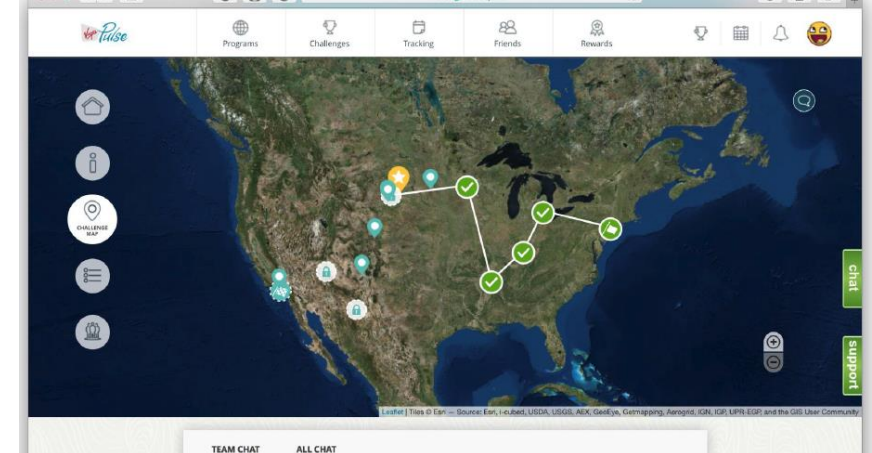 Virgin Pulse
Programs
Challenges
Tracking
Friends
Rewards
CHALLENGE
MAP
chat
support
Leaflet | Tiles © Esri — Source: Esri, i-cubed, USDA, USGS, AEX, GeoEye, Getmapping, Aerogrid, IGN, IGP, UPR-EGP, and the GIS User Community
TEAM CHAT ALL CHAT